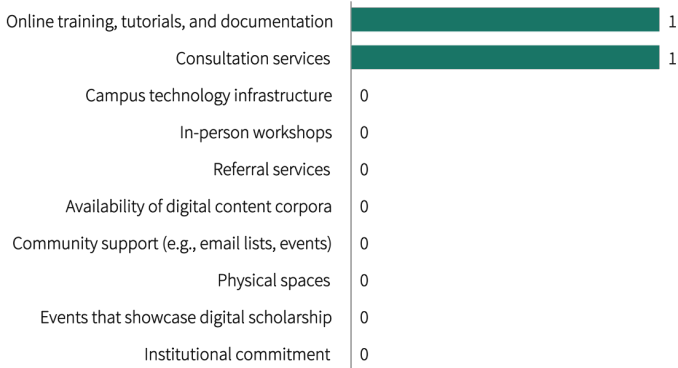 Online training, tutorials, and documentation 1
Consultation services 1
Campus technology infrastructure 0
In-person workshops 0
Referral services 0
Availability of digital content corpora 0
Community support (e.g., email lists, events) 0
Physical spaces 0
Events that showcase digital scholarship 0
Institutional commitment 0